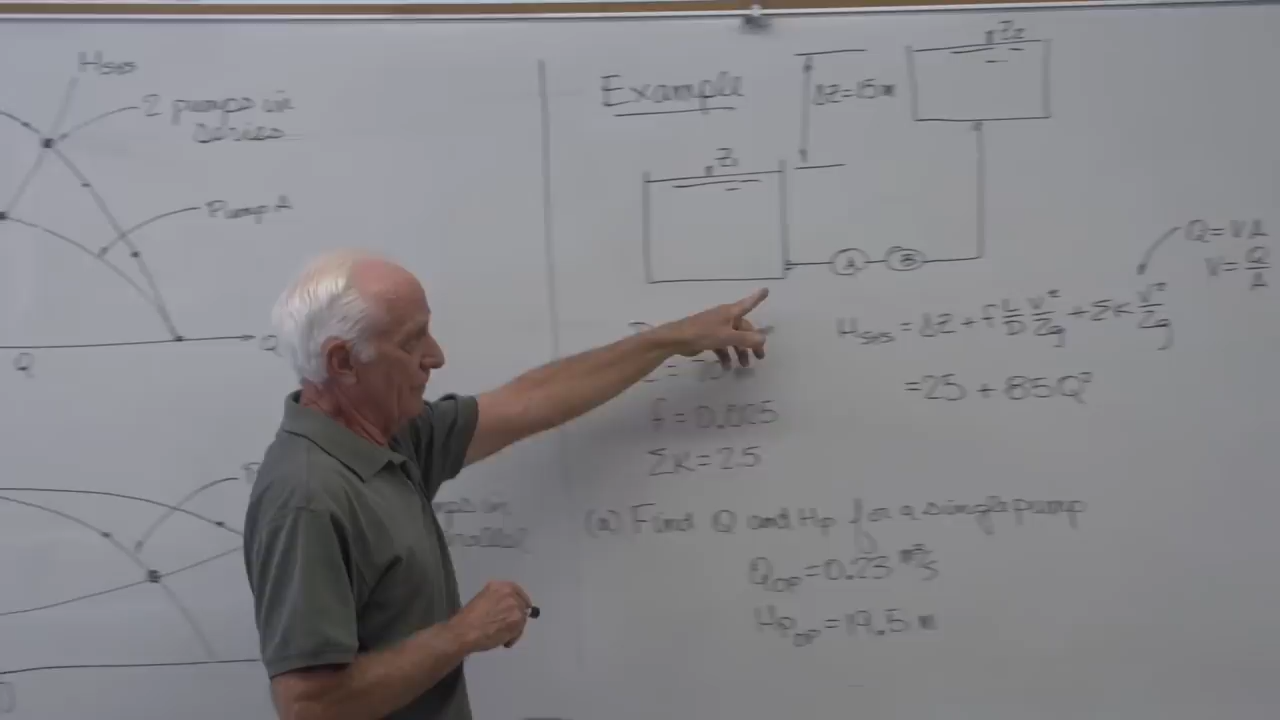 Hsys
2 pumps in
series
Pump A
Q
Q
Example
Z₁
ΔZ=15m
Z₂
A
B
f = 0.005
ΣK = 2.5
Hsys = ΔZ + f L/D V²/2g + ΣK V²/2g
Q = VA
V = Q/A
= 25 + 85Q²
(a) Find Q and Hp for a single pump
Qop = 0.23 m³/s
Hpop = 19.5 m